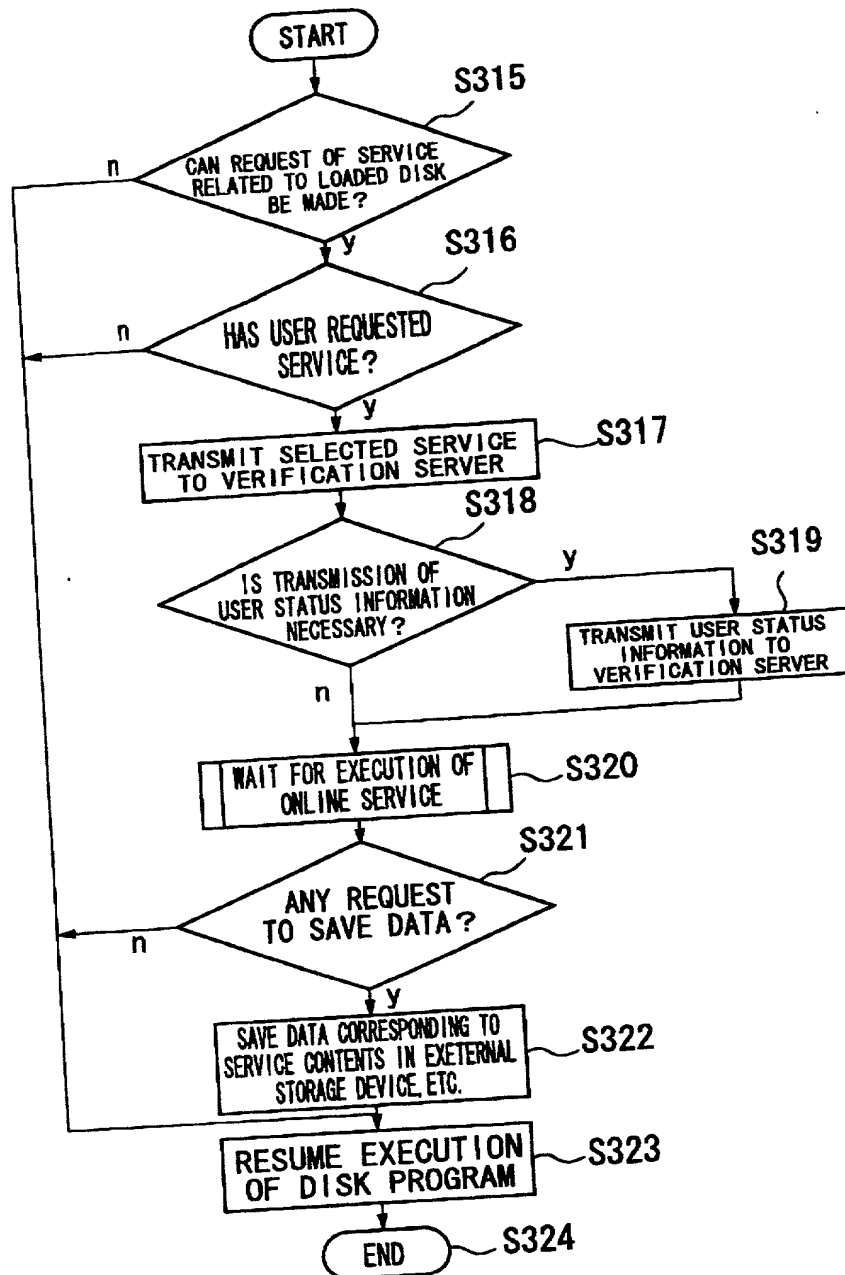 START
S315
n
CAN REQUEST OF SERVICE
RELATED TO LOADED DISK
BE MADE?
y
S316
n
HAS USER REQUESTED
SERVICE?
y
TRANSMIT SELECTED SERVICE
TO VERIFICATION SERVER
S317
S318
IS TRANSMISSION OF
USER STATUS INFORMATION
NECESSARY?
y
S319
TRANSMIT USER STATUS
INFORMATION TO
VERIFICATION SERVER
n
WAIT FOR EXECUTION OF
ONLINE SERVICE
S320
S321
ANY REQUEST
TO SAVE DATA?
n
y
SAVE DATA CORRESPONDING TO
SERVICE CONTENTS IN EXETERNAL
STORAGE DEVICE, ETC.
S322
RESUME EXECUTION
OF DISK PROGRAM
S323
END
S324